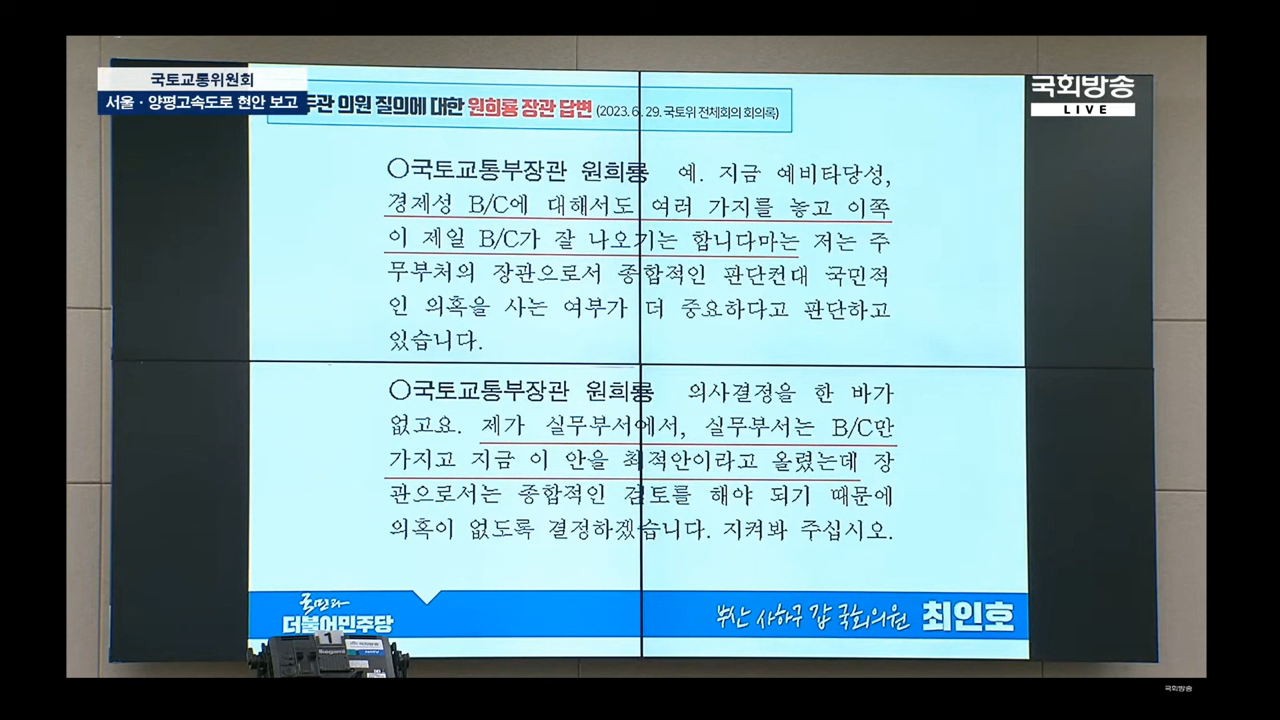 국토교통위원회
서울·양평고속도로 현안 보고
국회방송
LIVE
두관 의원 질의에 대한 원희룡 장관 답변 (2023. 6. 29. 국토위 전체회의 회의록)
○국토교통부장관 원희룡 예. 지금 예비타당성,
경제성 B/C에 대해서도 여러 가지를 놓고 이쪽
이 제일 B/C가 잘 나오기는 합니다마는 저는 주
무부처의 장관으로서 종합적인 판단컨대 국민적
인 의혹을 사는 여부가 더 중요하다고 판단하고
있습니다.
○국토교통부장관 원희룡 의사결정을 한 바가
없고요. 제가 실무부서에서, 실무부서는 B/C만
가지고 지금 이 안을 최적안이라고 올렸는데 장
관으로서는 종합적인 검토를 해야 되기 때문에
의혹이 없도록 결정하겠습니다. 지켜봐 주십시오.
국민과
더불어민주당
부산 사하구 갑 국회의원 최인호
1
Ikegami
국회방송